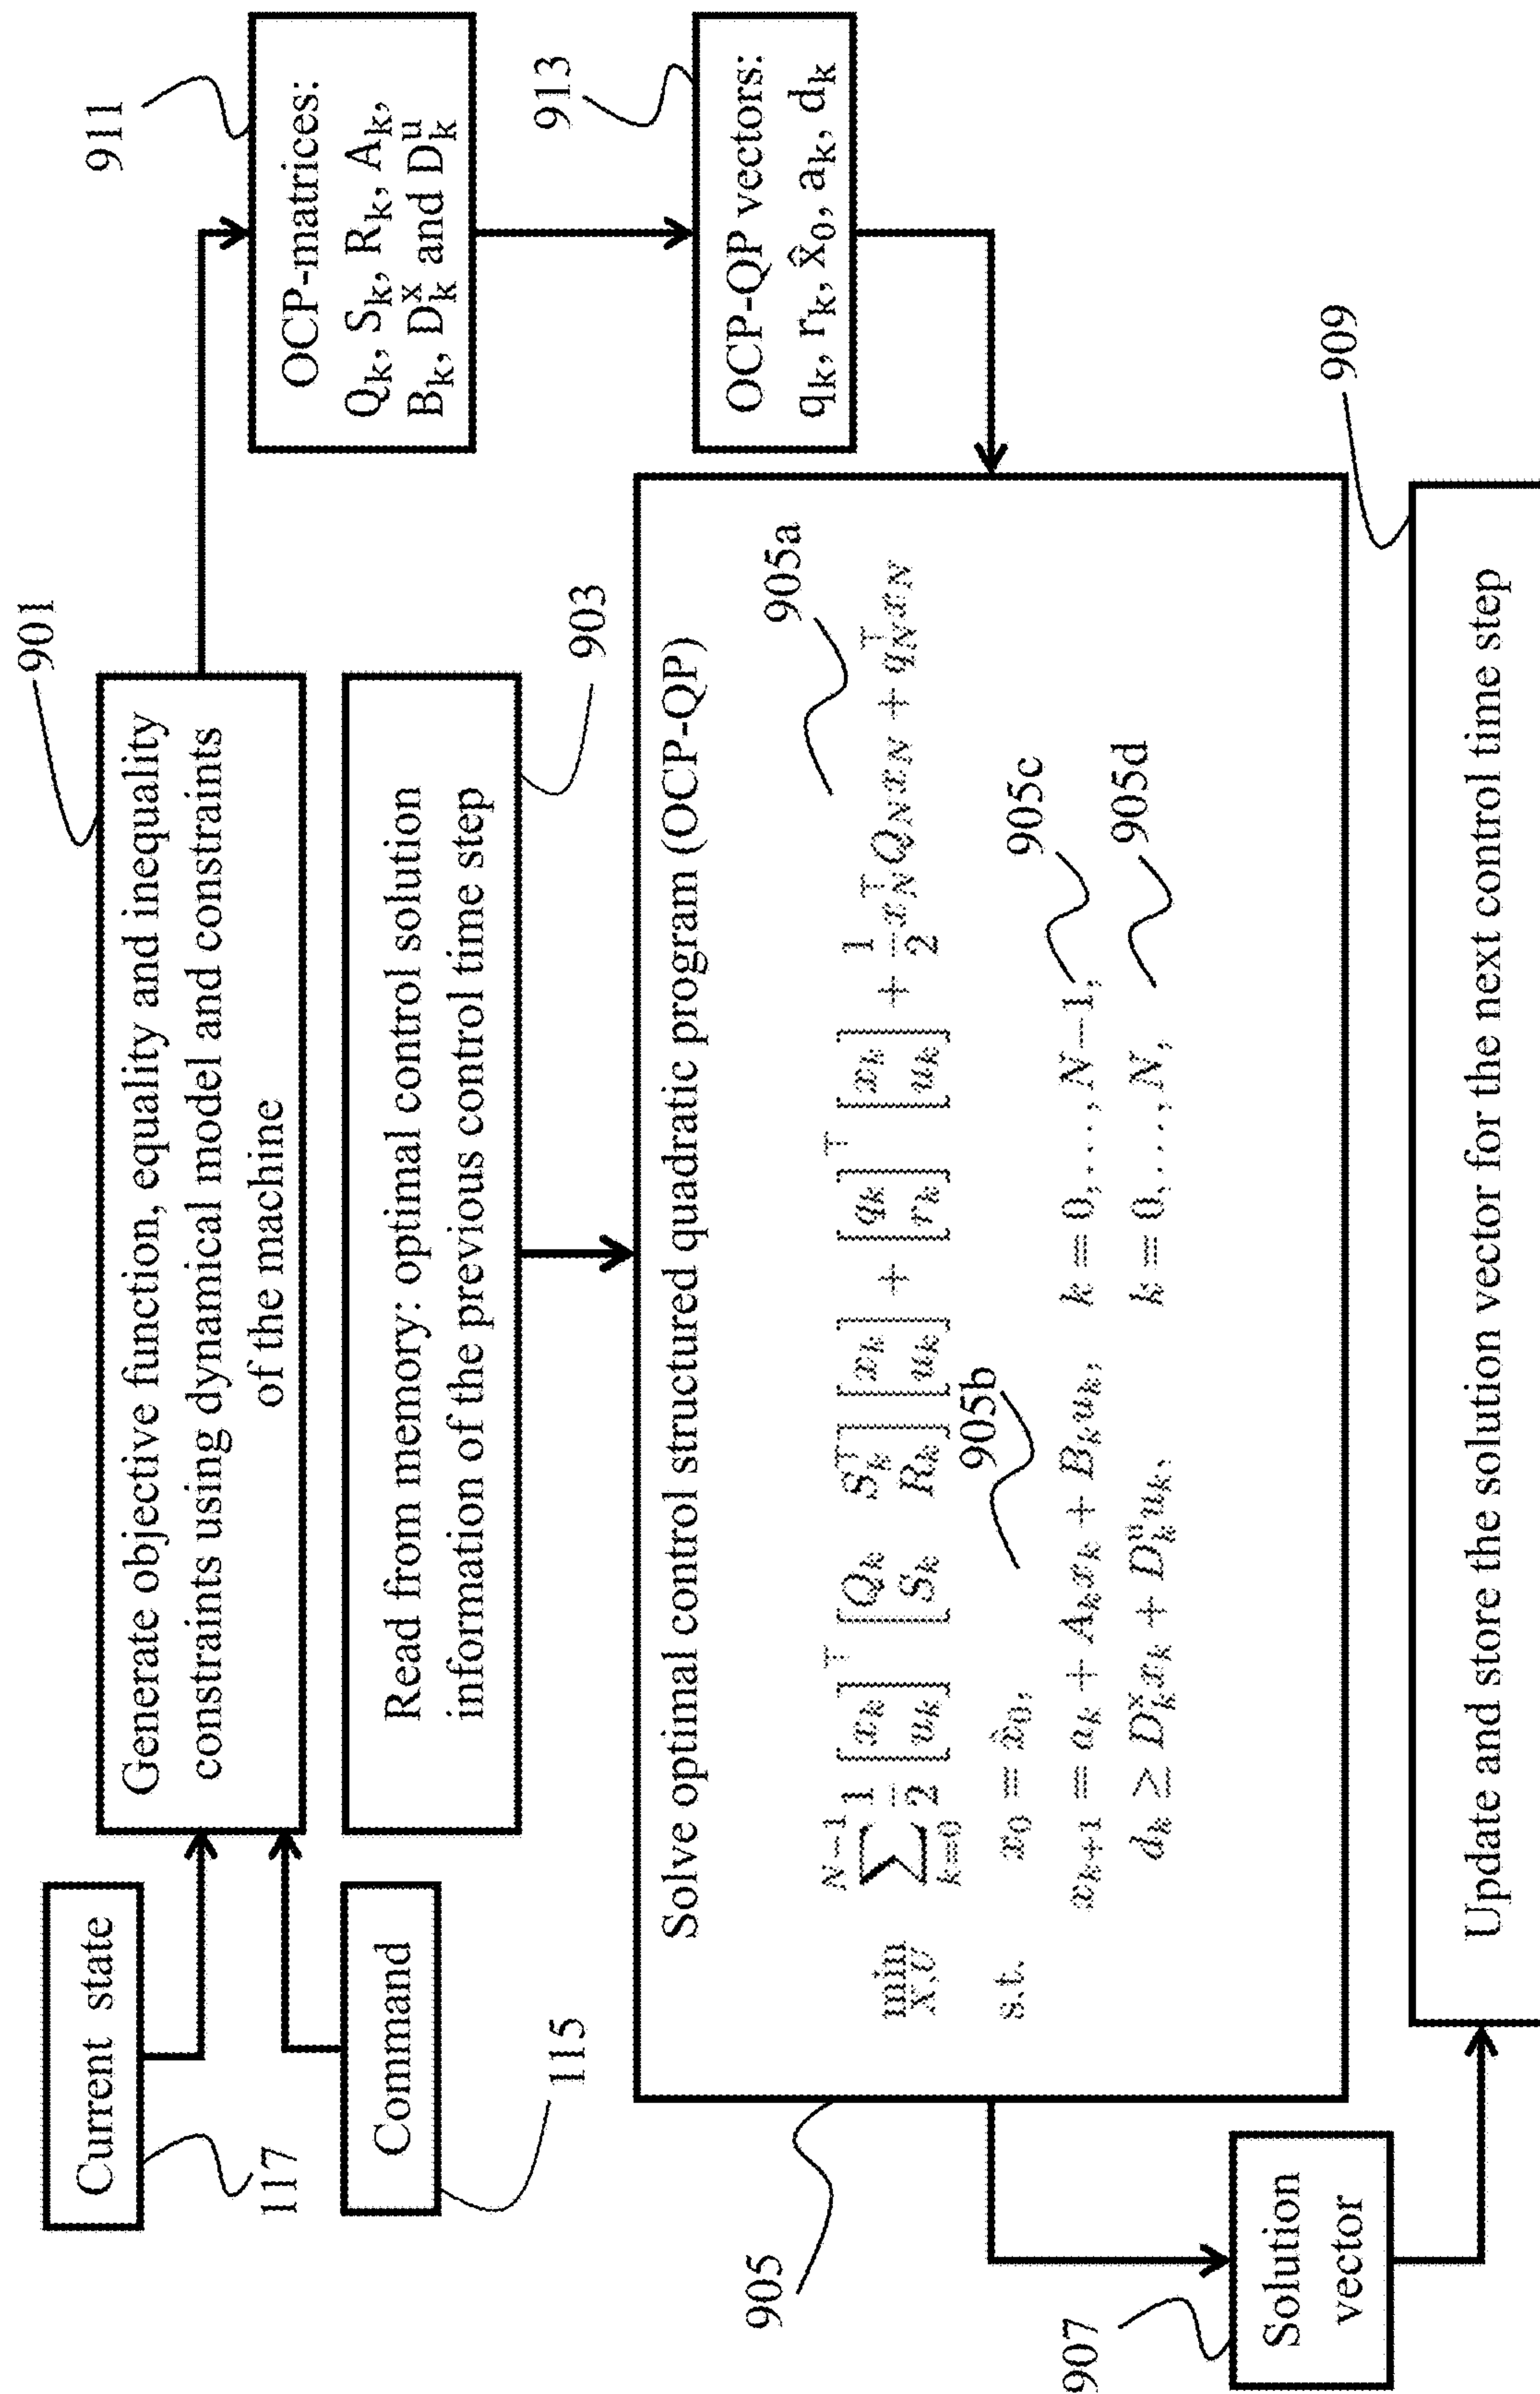 Current state
117
Command
115
901
Generate objective function, equality and inequality
constraints using dynamical model and constraints
of the machine
Read from memory: optimal control solution
information of the previous control time step
903
911
OCP-matrices:
Q_k, S_k, R_k, A_k,
B_k, D_k^x and D_k^u
913
OCP-QP vectors:
q_k, r_k, x̂_0, a_k, d_k
905
Solve optimal control structured quadratic program (OCP-QP)
905a
min_{X,U} ∑_{k=0}^{N−1} 1/2 [x_k u_k]^⊤ [Q_k S_k^⊤ S_k R_k] [x_k u_k] + [q_k r_k]^⊤ [x_k u_k] + 1/2 x_N^⊤ Q_N x_N + q_N^⊤ x_N
905b
s.t. x_0 = x̂_0,
905c
x_{k+1} = a_k + A_k x_k + B_k u_k, k = 0,...,N−1,
905d
d_k ≥ D_k^x x_k + D_k^u u_k, k = 0,...,N,
907
Solution
vector
909
Update and store the solution vector for the next control time step